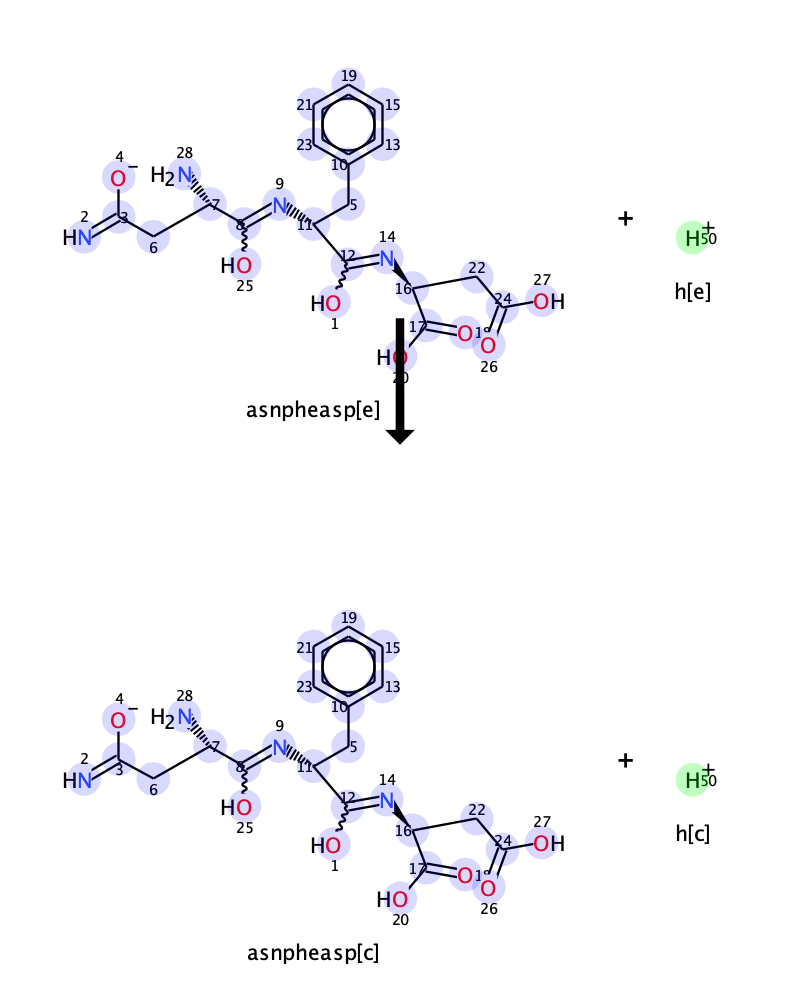 19
21
15
23
13
10
4
O−
28
H2N
9
N
5
2
HN
3
7
8
11
6
HO
25
12
14
N
HO
1
16
22
24
27
OH
17
O
18
O
26
HO
20
asnpheasp[e]
+
H+
50
h[e]
19
21
15
23
13
10
4
O−
28
H2N
9
N
5
2
HN
3
7
8
11
6
HO
25
12
14
N
HO
1
16
22
24
27
OH
17
O
18
O
26
HO
20
asnpheasp[c]
+
H+
50
h[c]